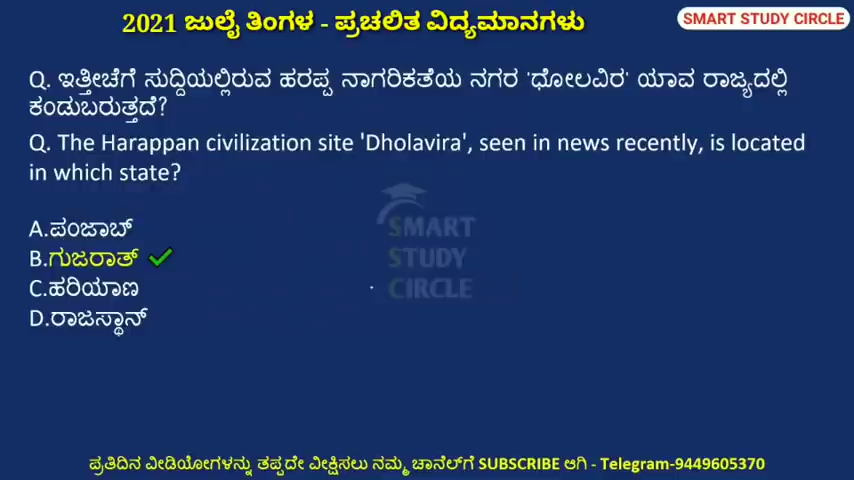 2021 ಜುಲೈ ತಿಂಗಳ - ಪ್ರಚಲಿತ ವಿದ್ಯಮಾನಗಳು
SMART STUDY CIRCLE
Q. ಇತ್ತೀಚೆಗೆ ಸುದ್ದಿಯಲ್ಲಿರುವ ಹರಪ್ಪ ನಾಗರಿಕತೆಯ ನಗರ 'ಧೋಲವಿರ' ಯಾವ ರಾಜ್ಯದಲ್ಲಿ
ಕಂಡುಬರುತ್ತದೆ?
Q. The Harappan civilization site 'Dholavira', seen in news recently, is located
in which state?
A.ಪಂಜಾಬ್
B.ಗುಜರಾತ್
C.ಹರಿಯಾಣ
D.ರಾಜಸ್ಥಾನ್
SMART
STUDY
CIRCLE
ಪ್ರತಿದಿನ ವೀಡಿಯೋಗಳನ್ನು ತಪ್ಪದೇ ವೀಕ್ಷಿಸಲು ನಮ್ಮ ಚಾನೆಲ್‌ಗೆ SUBSCRIBE ಆಗಿ - Telegram-9449605370